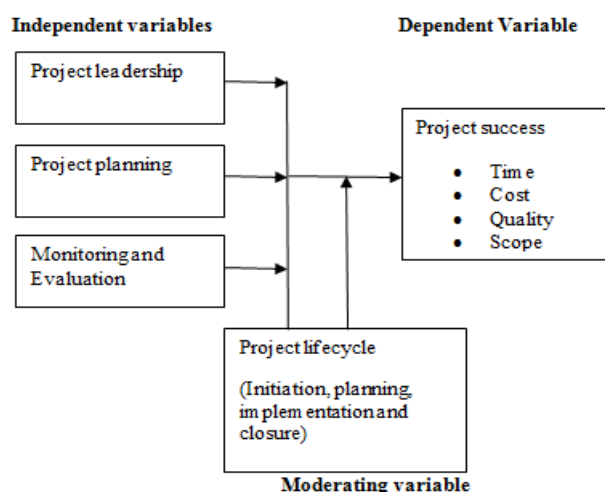 Independent variables
Dependent Variable
Project leadership
Project planning
Monitoring and
Evaluation
Project success
• Time
• Cost
• Quality
• Scope
Project lifecycle
(Initiation, planning,
implementation and
closure)
Moderating variable